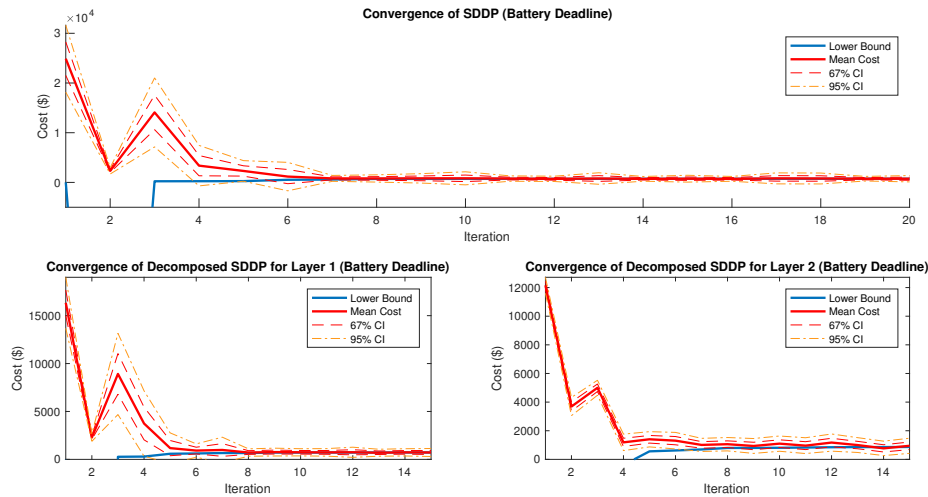 Convergence of SDDP (Battery Deadline)
×10⁴
3
2
1
0
Cost ($)
2
4
6
8
10
12
14
16
18
20
Iteration
Lower Bound
Mean Cost
67% CI
95% CI
Convergence of Decomposed SDDP for Layer 1 (Battery Deadline)
15000
10000
5000
0
Cost ($)
2
4
6
8
10
12
14
Iteration
Lower Bound
Mean Cost
67% CI
95% CI
Convergence of Decomposed SDDP for Layer 2 (Battery Deadline)
12000
10000
8000
6000
4000
2000
0
Cost ($)
2
4
6
8
10
12
14
Iteration
Lower Bound
Mean Cost
67% CI
95% CI